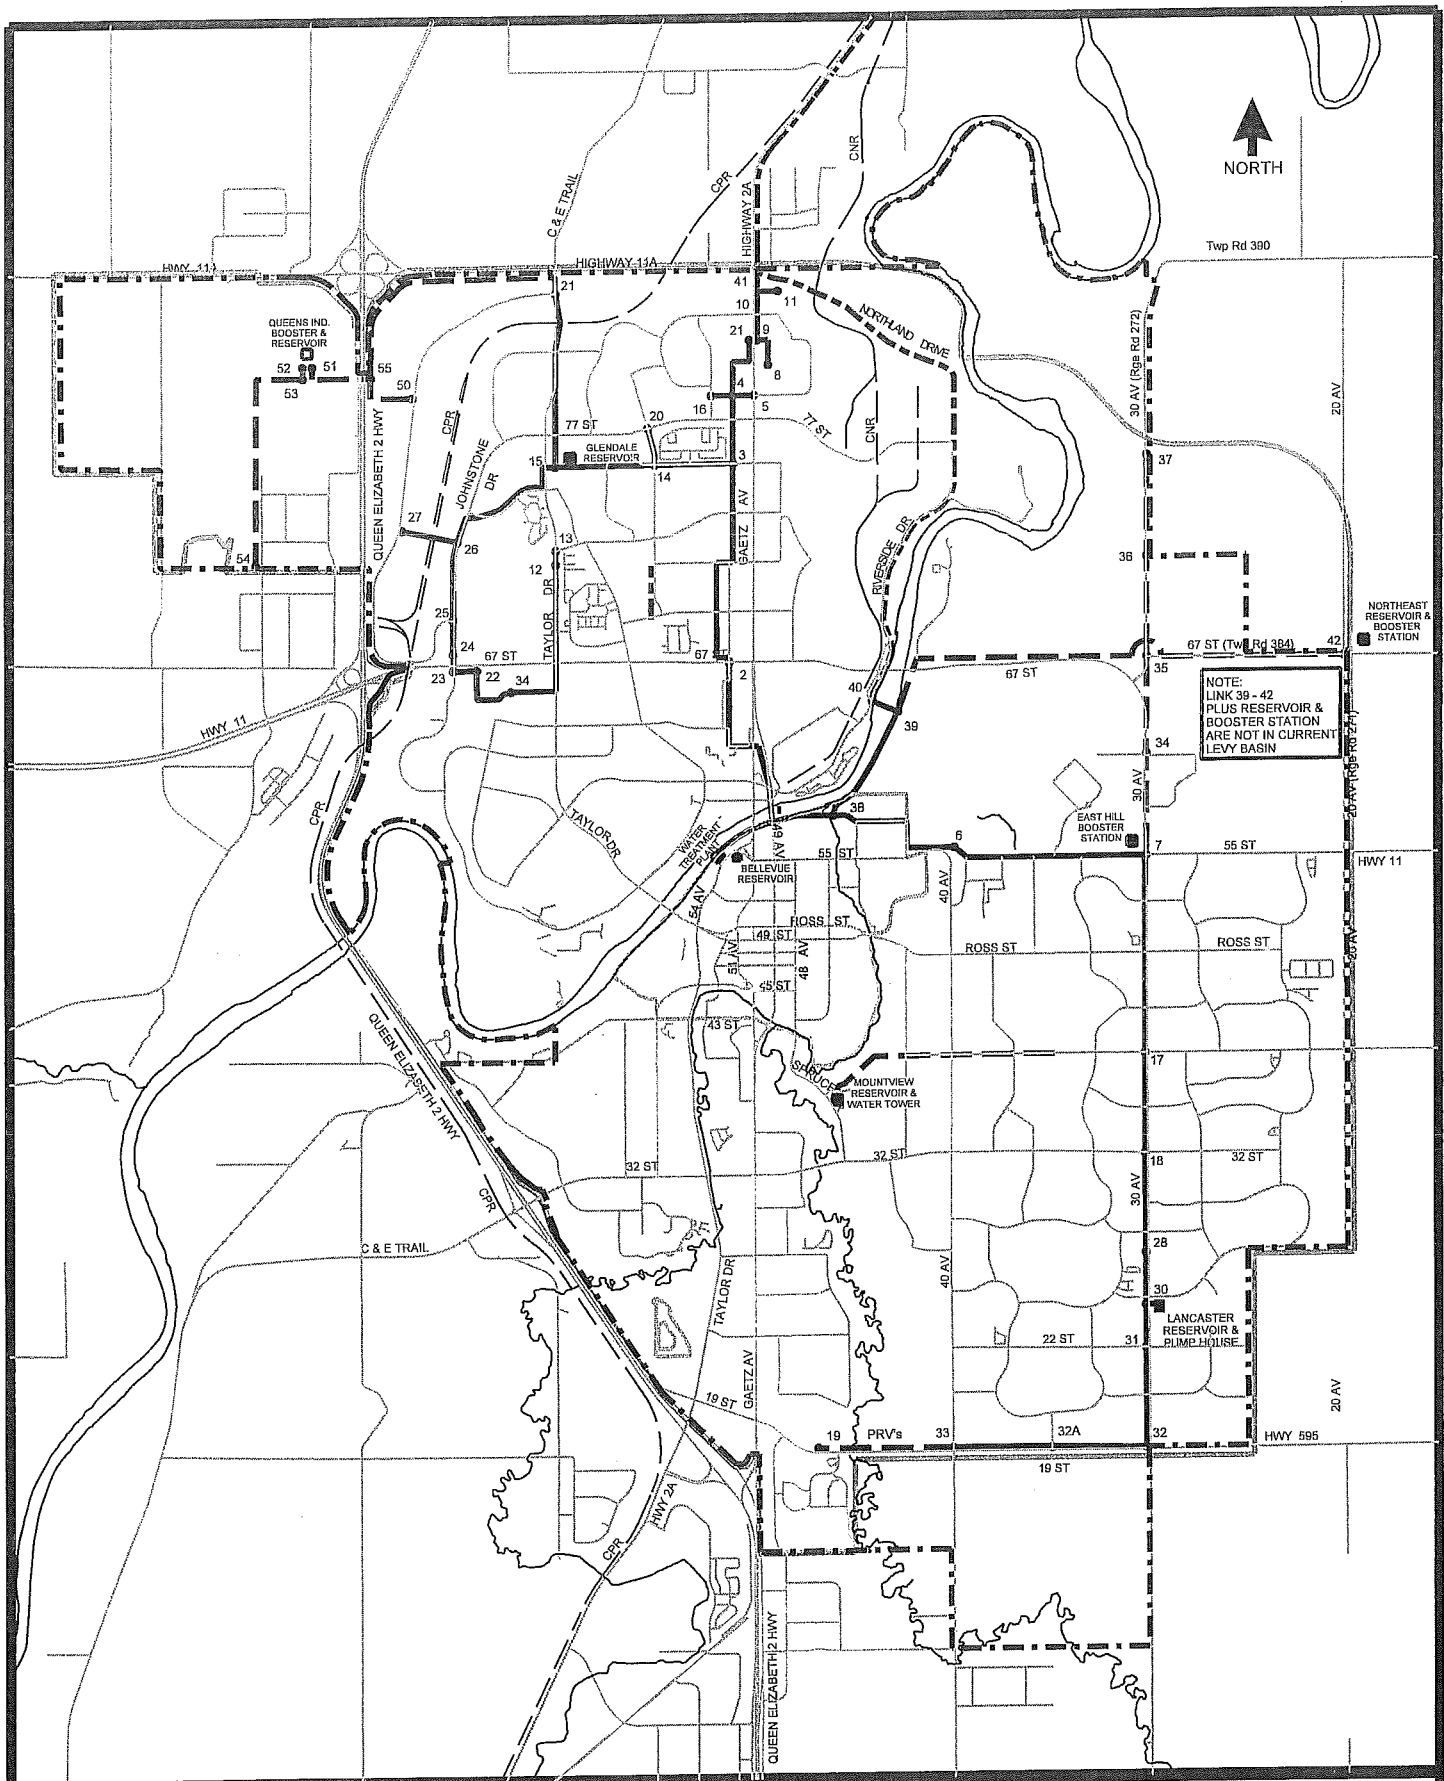 NORTH
Twp Rd 390
CNR
CPR
HIGHWAY 2A
C & E TRAIL
HIGHWAY 11A
21
41
10
11
NORTHLAND DRIVE
30 AV (Rge Rd 272)
20 AV
QUEENS IND.
BOOSTER &
RESERVOIR
52
51
53
55
50
21
9
8
4
16
5
20
77 ST
77 ST
CPR
CNR
GLENDALE
RESERVOIR
15
14
3
37
JOHNSTONE
DR
QUEEN ELIZABETH 2 HWY
GAETZ AV
27
26
13
12
TAYLOR DR
54
RIVERSIDE DR
36
25
24
23
67 ST
22
34
67
2
NORTHEAST
RESERVOIR &
BOOSTER
STATION
67 ST (Twp Rd 384)
42
35
67 ST
40
39
NOTE:
LINK 39 - 42
PLUS RESERVOIR &
BOOSTER STATION
ARE NOT IN CURRENT
LEVY BASIN
HWY 11
34
30 AV
20 AV (Rge Rd 274)
CPR
TAYLOR DR
WATER
TREATMENT
PLANT
49 AV
38
EAST HILL
BOOSTER
STATION
6
7
55 ST
55 ST
HWY 11
BELLEVUE
RESERVOIR
54 AV
40 AV
ROSS ST
49 ST
51 AV
48 AV
ROSS ST
ROSS ST
20 AV
45 ST
43 ST
QUEEN ELIZABETH 2 HWY
SPRUCE
MOUNTVIEW
RESERVOIR &
WATER TOWER
17
32 ST
32 ST
18
32 ST
CPR
30 AV
C & E TRAIL
28
TAYLOR DR
40 AV
30
LANCASTER
RESERVOIR &
PUMP HOUSE
22 ST
31
GAETZ AV
19 ST
20 AV
19
PRV's
33
32A
32
HWY 595
19 ST
HWY 2A
CPR
QUEEN ELIZABETH 2 HWY